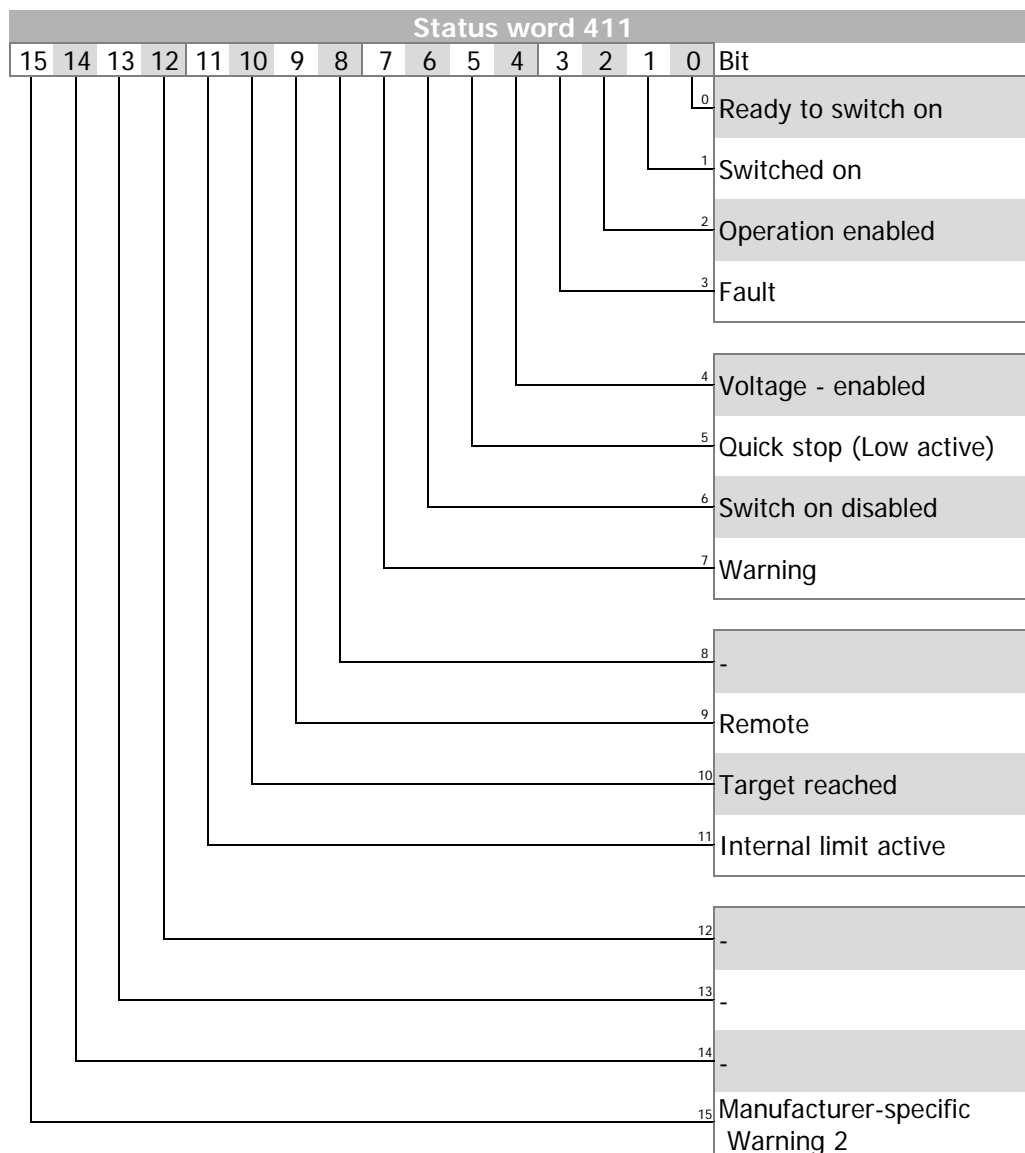 Status word 411
15 14 13 12 11 10 9 8 7 6 5 4 3 2 1 0 Bit
0 Ready to switch on
1 Switched on
2 Operation enabled
3 Fault
4 Voltage - enabled
5 Quick stop (Low active)
6 Switch on disabled
7 Warning
8 -
9 Remote
10 Target reached
11 Internal limit active
12 -
13 -
14 -
15 Manufacturer-specific
Warning 2